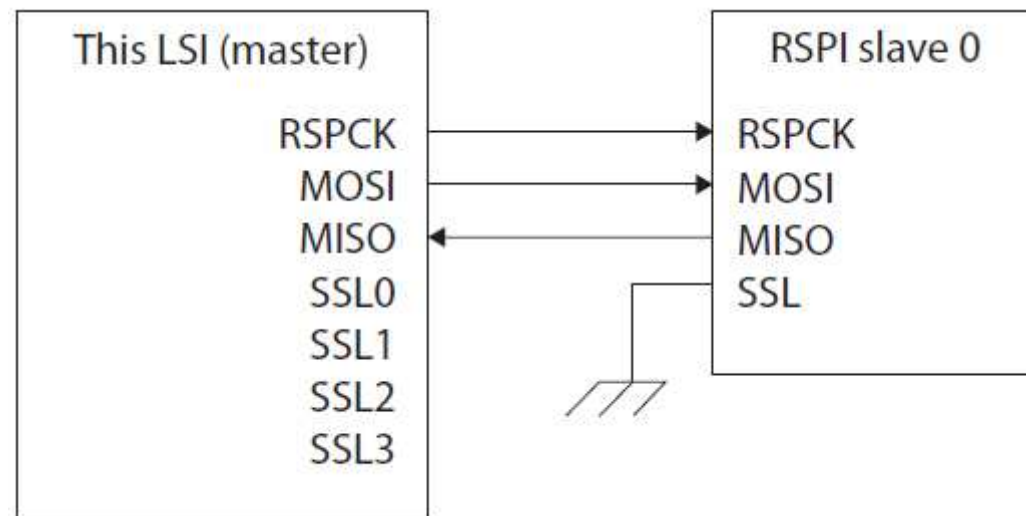 This LSI (master)
RSPCK
MOSI
MISO
SSL0
SSL1
SSL2
SSL3
RSPI slave 0
RSPCK
MOSI
MISO
SSL